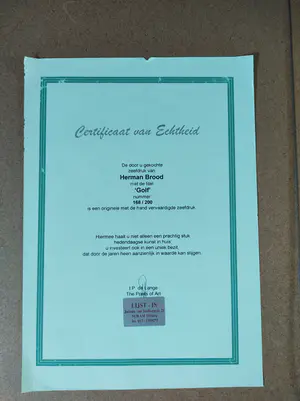 Certificaat van Echtheid
De door u gekochte
zeefdruk van
Herman Brood
met de titel
'Golf'
nummer
168 / 200
is een originele met de hand vervaardigde zeefdruk.
Hiermee haalt u niet alleen een prachtig stuk
hedendaagse kunst in huis;
u investeert ook in een uniek bezit,
dat door de jaren heen aanzienlijk in waarde kan stijgen.
I.P. de Lange
The Power of Art
LIJST - IN